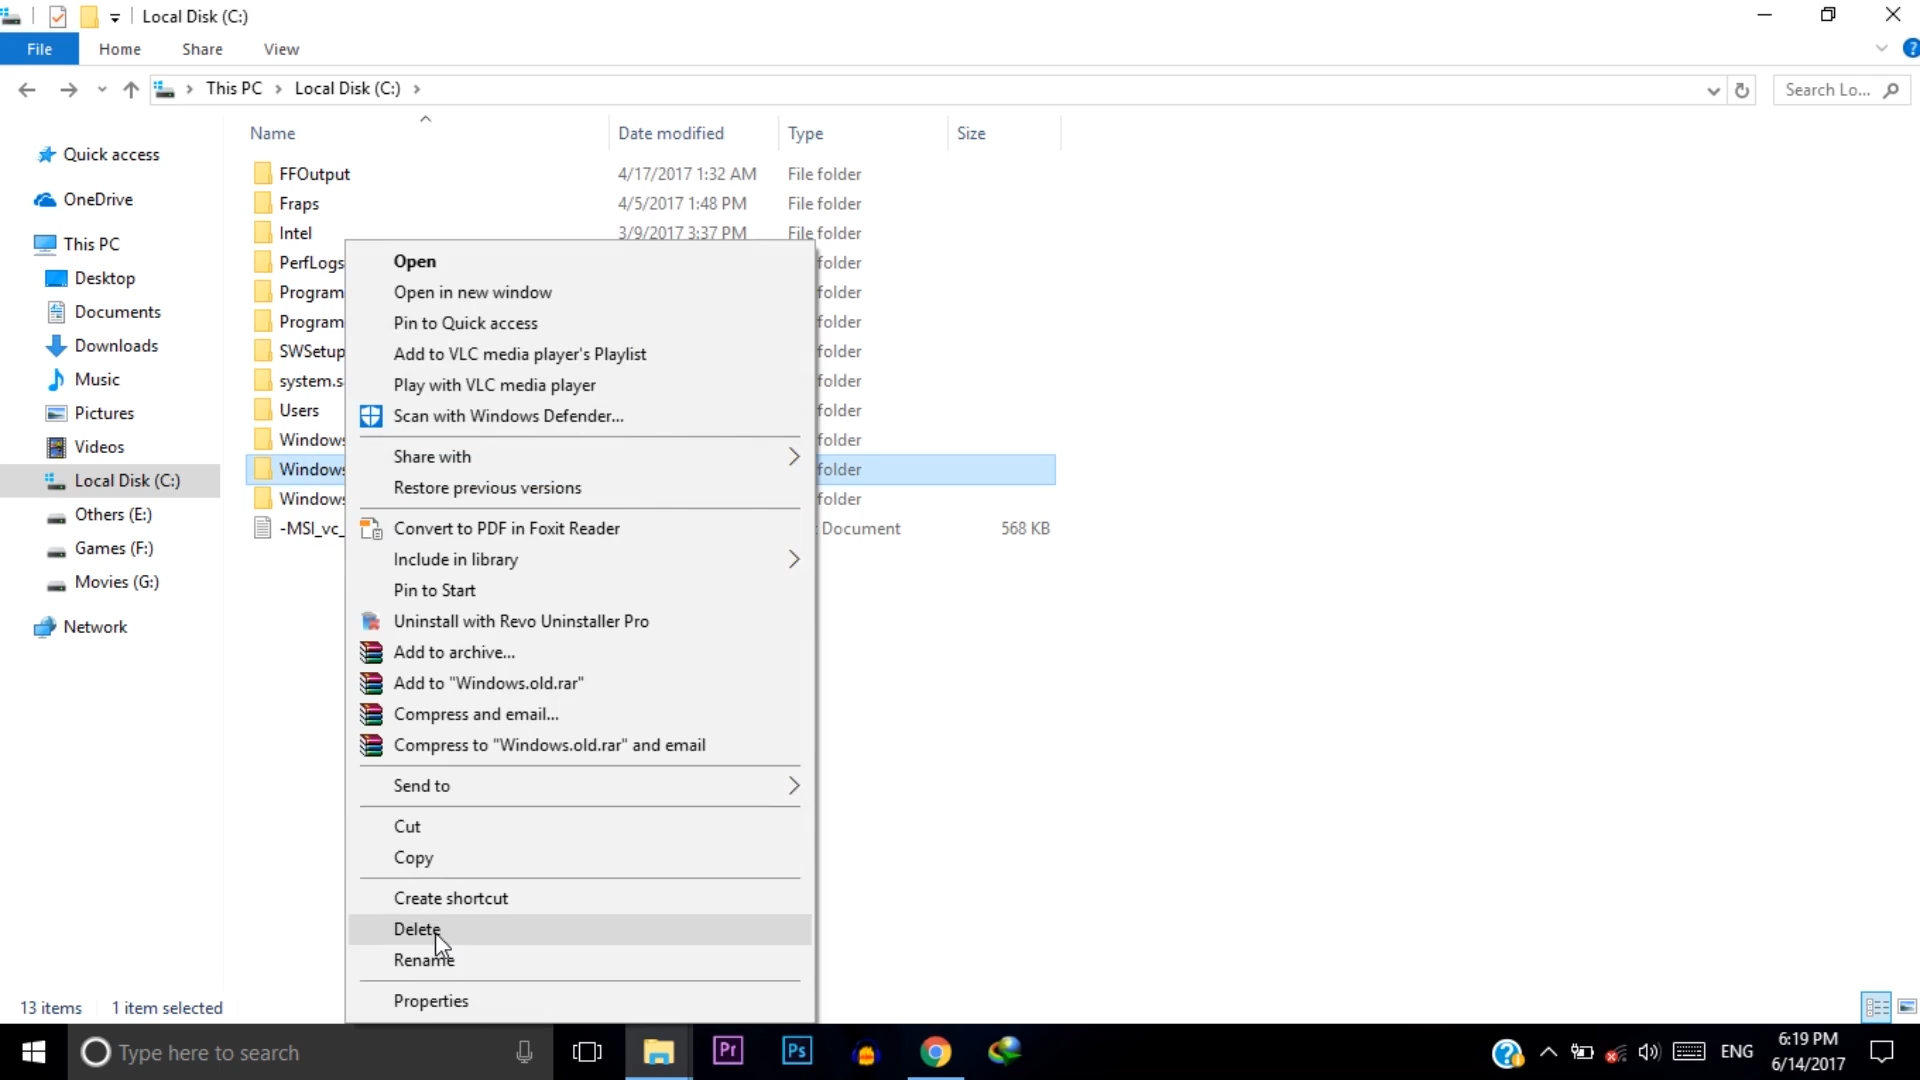 Local Disk (C:)
File Home Share View
This PC Local Disk (C:)
Search Lo...
Name Date modified Type Size
Quick access
OneDrive
This PC
Desktop
Documents
Downloads
Music
Pictures
Videos
Local Disk (C:)
Others (E:)
Games (F:)
Movies (G:)
Network
FFOutput 4/17/2017 1:32 AM File folder
Fraps 4/5/2017 1:48 PM File folder
Intel 3/9/2017 3:37 PM File folder
PerfLogs folder
Program folder
Program folder
SWSetup folder
system.s folder
Users folder
Windows folder
Windows folder
Windows folder
-MSI_vc_ Document 568 KB
Open
Open in new window
Pin to Quick access
Add to VLC media player's Playlist
Play with VLC media player
Scan with Windows Defender...
Share with
Restore previous versions
Convert to PDF in Foxit Reader
Include in library
Pin to Start
Uninstall with Revo Uninstaller Pro
Add to archive...
Add to "Windows.old.rar"
Compress and email...
Compress to "Windows.old.rar" and email
Send to
Cut
Copy
Create shortcut
Delete
Rename
Properties
13 items 1 item selected
Type here to search
Pr
Ps
ENG
6:19 PM
6/14/2017